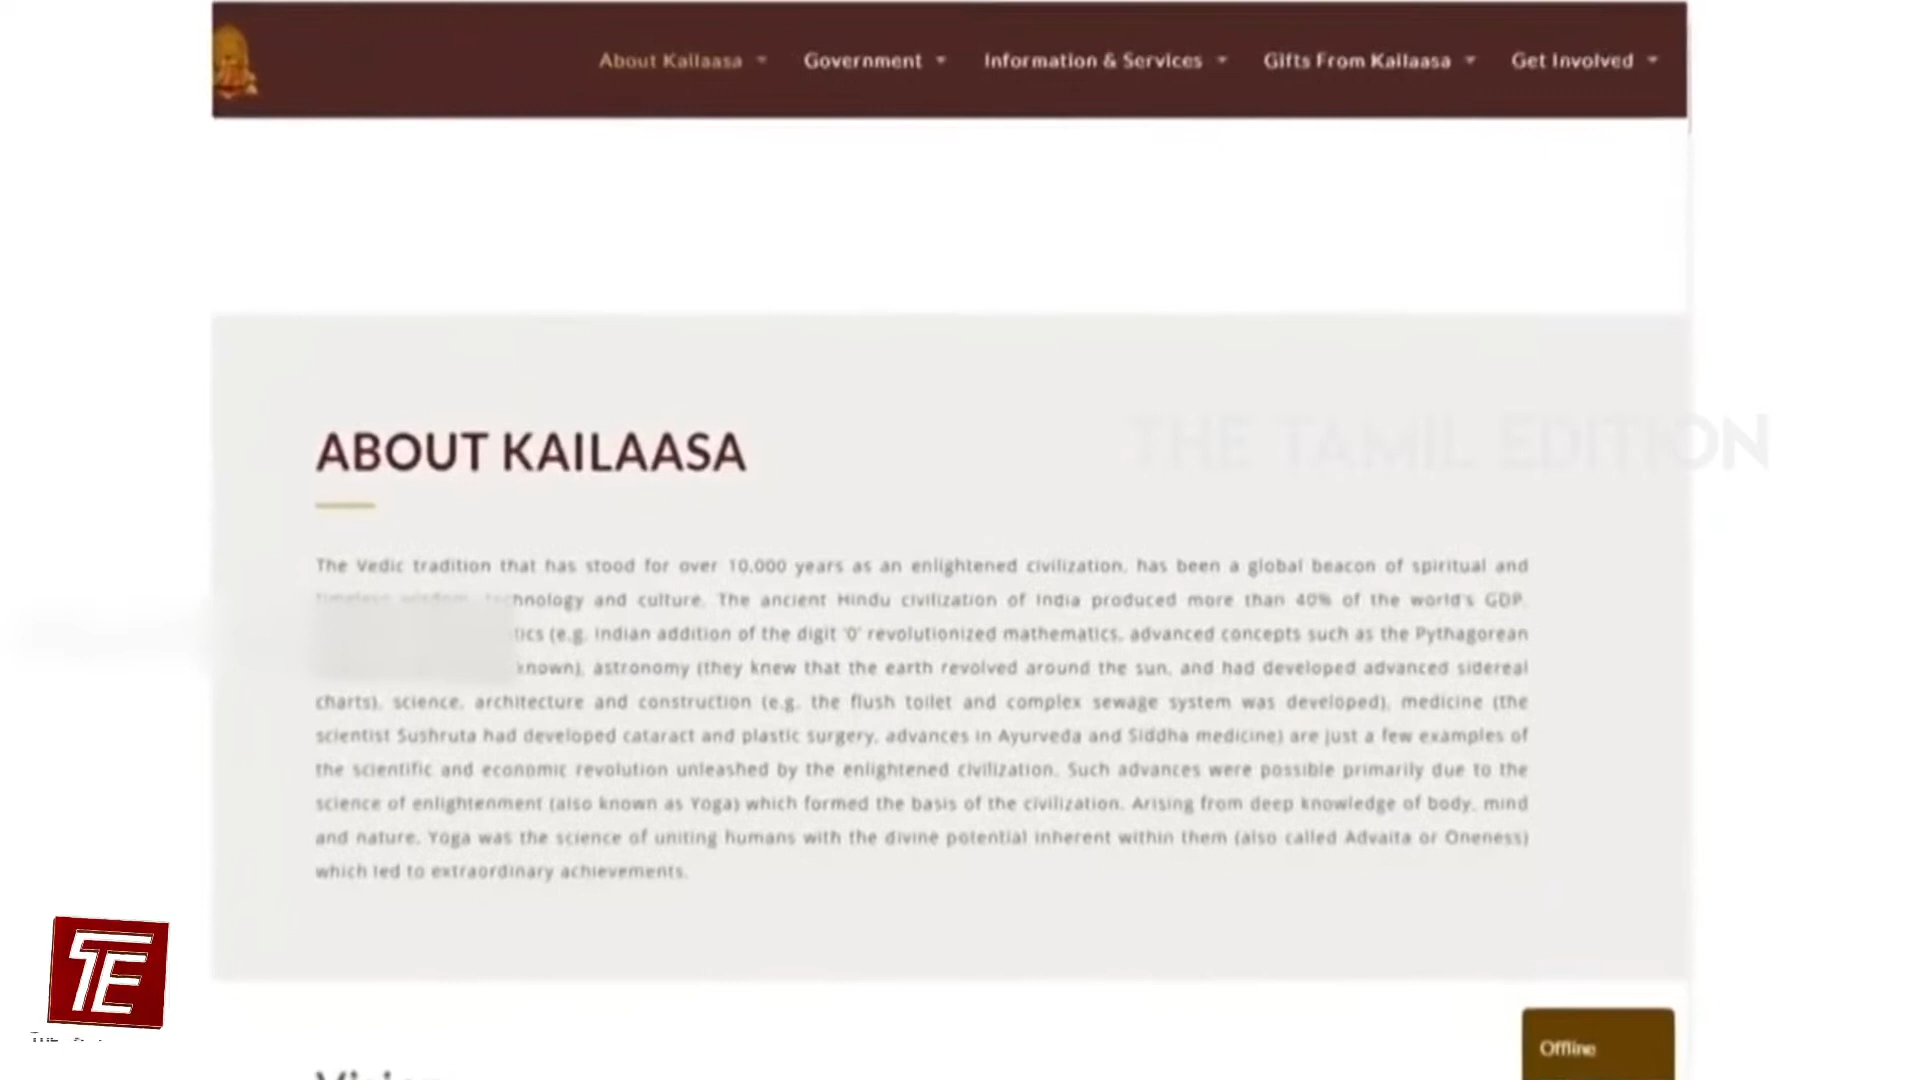 About Kailaasa
Government
Information & Services
Gifts From Kailaasa
Get Involved
ABOUT KAILAASA
THE TAMIL EDITION
The Vedic tradition that has stood for over 10,000 years as an enlightened civilization, has been a global beacon of spiritual and
timeless wisdom, technology and culture. The ancient Hindu civilization of India produced more than 40% of the world's GDP.
tics (e.g. Indian addition of the digit '0' revolutionized mathematics, advanced concepts such as the Pythagorean
known), astronomy (they knew that the earth revolved around the sun, and had developed advanced sidereal
charts), science, architecture and construction (e.g. the flush toilet and complex sewage system was developed), medicine (the
scientist Sushruta had developed cataract and plastic surgery, advances in Ayurveda and Siddha medicine) are just a few examples of
the scientific and economic revolution unleashed by the enlightened civilization. Such advances were possible primarily due to the
science of enlightenment (also known as Yoga) which formed the basis of the civilization. Arising from deep knowledge of body, mind
and nature, Yoga was the science of uniting humans with the divine potential inherent within them (also called Advaita or Oneness)
which led to extraordinary achievements.
TE
Offline
Vision